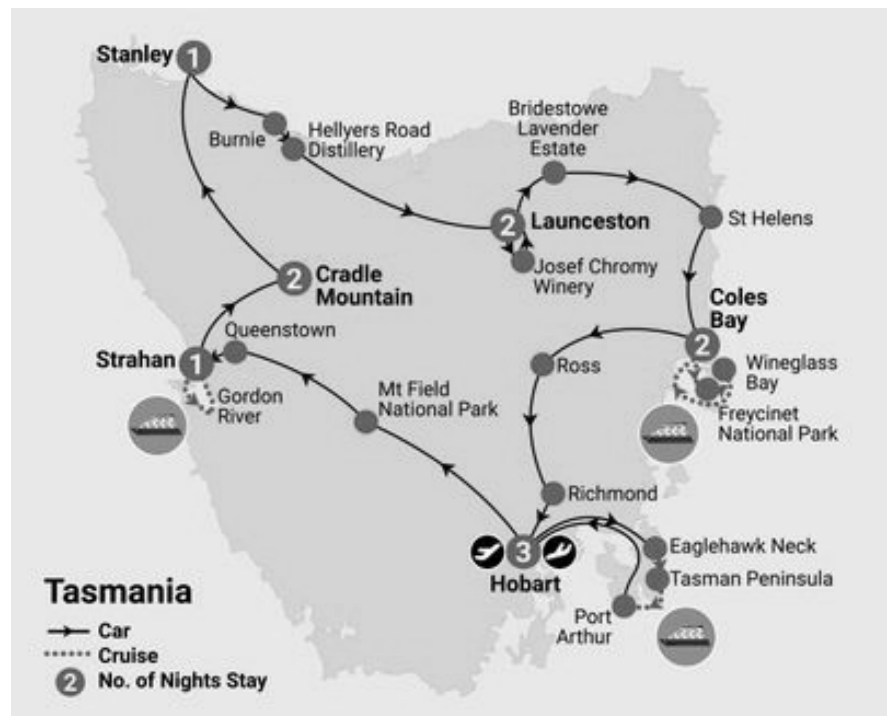 Stanley 1
Burnie
Hellyers Road
Distillery
Bridestowe
Lavender
Estate
2 Launceston
St Helens
Josef Chromy
Winery
2 Cradle
Mountain
Coles
Bay
2
Queenstown
Strahan 1
Gordon
River
Mt Field
National Park
Ross
Wineglass
Bay
Freycinet
National Park
Richmond
3
Hobart
Eaglehawk Neck
Tasman Peninsula
Port
Arthur
Tasmania
Car
Cruise
2 No. of Nights Stay